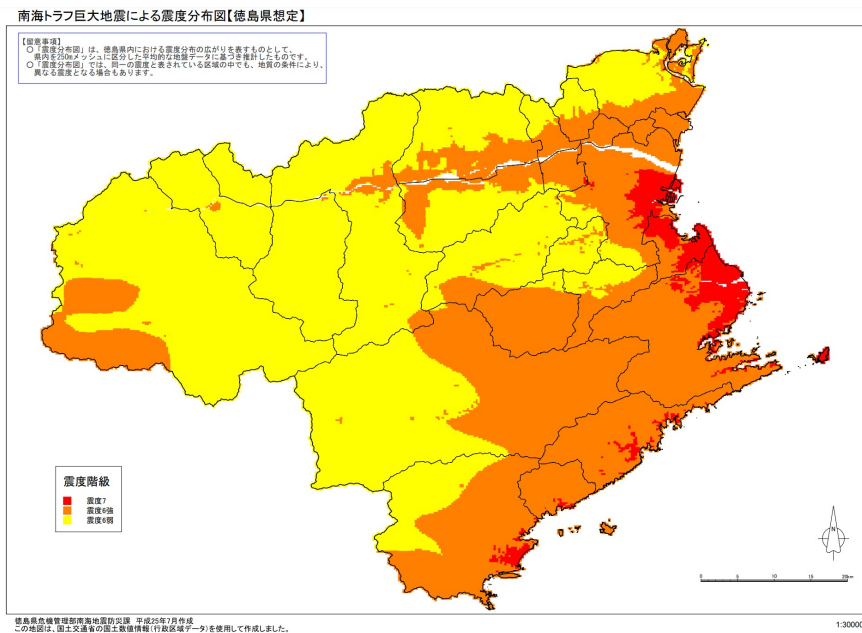 南海トラフ巨大地震による震度分布図【徳島県想定】
【留意事項】
○「震度分布図」は、徳島県内における震度分布の広がりを表すものとして、
県内を250mメッシュに区分した平均的な地盤データに基づき推計したものです。
○「震度分布図」では、同一の震度と表されている区域の中でも、地質の条件により、
異なる震度となる場合もあります。
震度階級
震度7
震度6強
震度6弱
N
0 5 10 15 20km
徳島県危機管理部南海地震防災課 平成25年7月作成
この地図は、国土交通省の国土数値情報(行政区域データ)を使用して作成しました。
1:30000